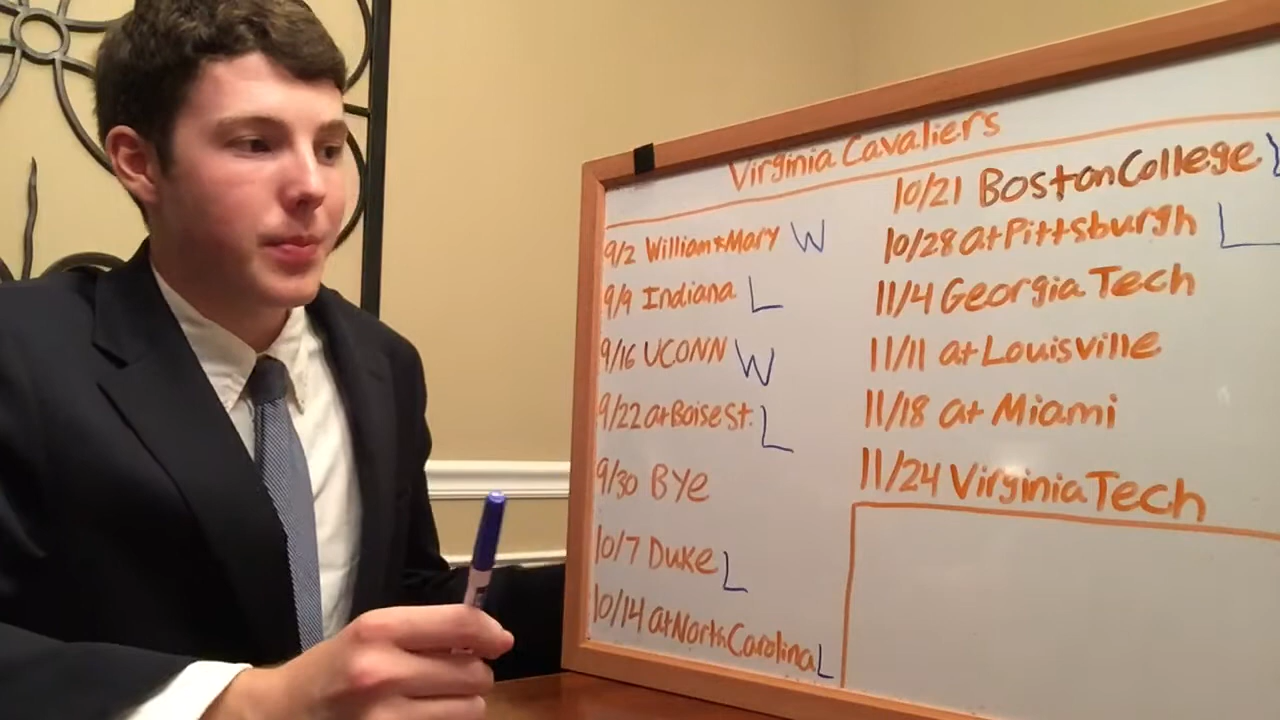 Virginia Cavaliers
9/2 William+Mary W
9/9 Indiana L
9/16 UCONN W
9/22 at Boise St. L
9/30 BYe
10/7 Duke L
10/14 at North Carolina L
10/21 Boston College
10/28 at Pittsburgh L
11/4 Georgia Tech
11/11 at Louisville
11/18 at Miami
11/24 Virginia Tech